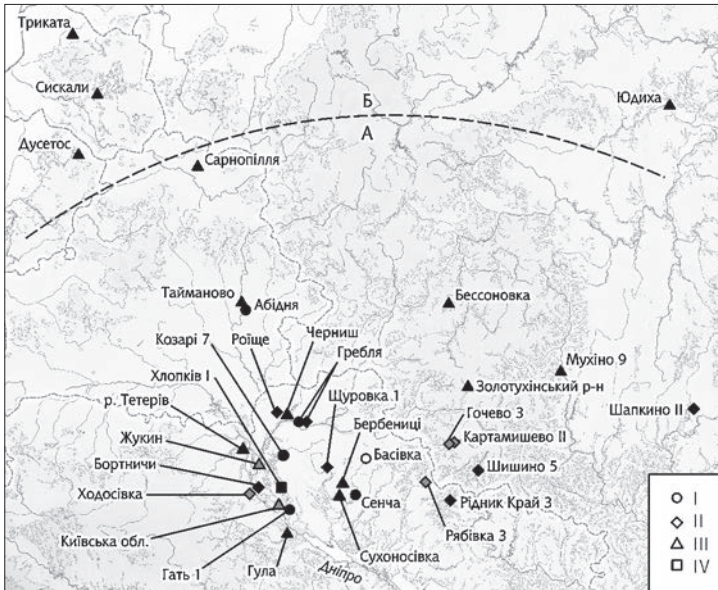 Триката
Сискали
Дусетос
Б
А
Сарнопілля
Юдиха
Тайманово
Абідня
Бессоновка
Козарі 7
Роїще
Черниш
Гребля
Мухіно 9
Хлопків І
Щуровка 1
Золотухінський р-н
Шапкино ІІ
р. Тетерів
Гочево 3
Бербениці
Картамишево ІІ
Жукин
Басівка
Шишино 5
Бортничи
Ходосівка
Сенча
Рідник Край 3
Рябівка 3
Київська обл.
Сухоносівка
Гать 1
Гула
Дніпро
I
II
III
IV